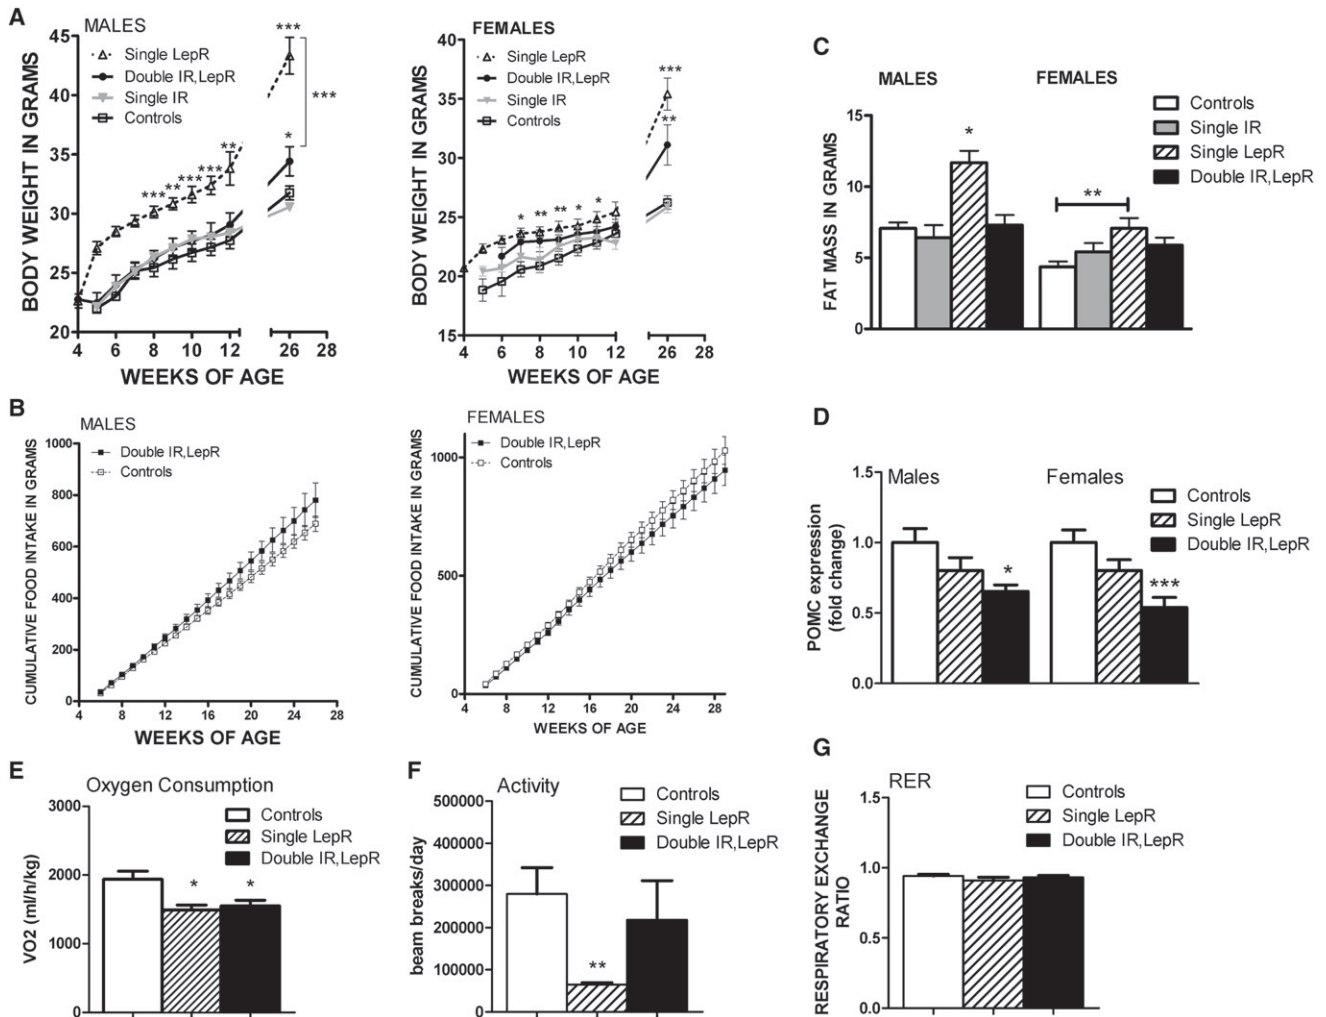 A
MALES
Single LepR
Double IR,LepR
Single IR
Controls
BODY WEIGHT IN GRAMS
45
40
35
30
25
20
4 6 8 10 12 26 28
WEEKS OF AGE
*** ** *** *** ** *** * ***
FEMALES
Single LepR
Double IR,LepR
Single IR
Controls
BODY WEIGHT IN GRAMS
40
35
30
25
20
15
4 6 8 10 12 26 28
WEEKS OF AGE
* ** ** * * *** **
B
MALES
Double IR,LepR
Controls
CUMULATIVE FOOD INTAKE IN GRAMS
1000
800
600
400
200
0
4 8 12 16 20 24 28
WEEKS OF AGE
FEMALES
Double IR,LepR
Controls
CUMULATIVE FOOD INTAKE IN GRAMS
1000
500
0
4 8 12 16 20 24 28
WEEKS OF AGE
C
MALES FEMALES
Controls
Single IR
Single LepR
Double IR,LepR
FAT MASS IN GRAMS
15
10
5
0
* **
D
Males Females
Controls
Single LepR
Double IR,LepR
POMC expression
(fold change)
1.5
1.0
0.5
0.0
* ***
E
Oxygen Consumption
Controls
Single LepR
Double IR,LepR
VO2 (ml/h/kg)
3000
2000
1000
0
* *
F
Activity
Controls
Single LepR
Double IR,LepR
beam breaks/day
500000
400000
300000
200000
100000
0
**
G
RER
Controls
Single LepR
Double IR,LepR
RESPIRATORY EXCHANGE
RATIO
1.5
1.0
0.5
0.0